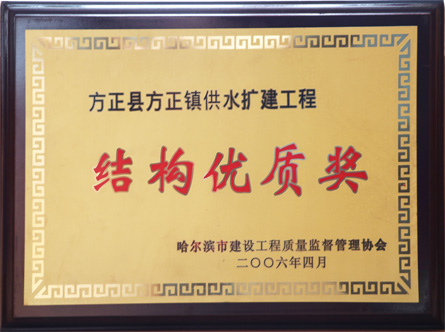 方正县方正镇供水扩建工程
结构优质奖
哈尔滨市建设工程质量监督管理协会
二〇〇六年四月